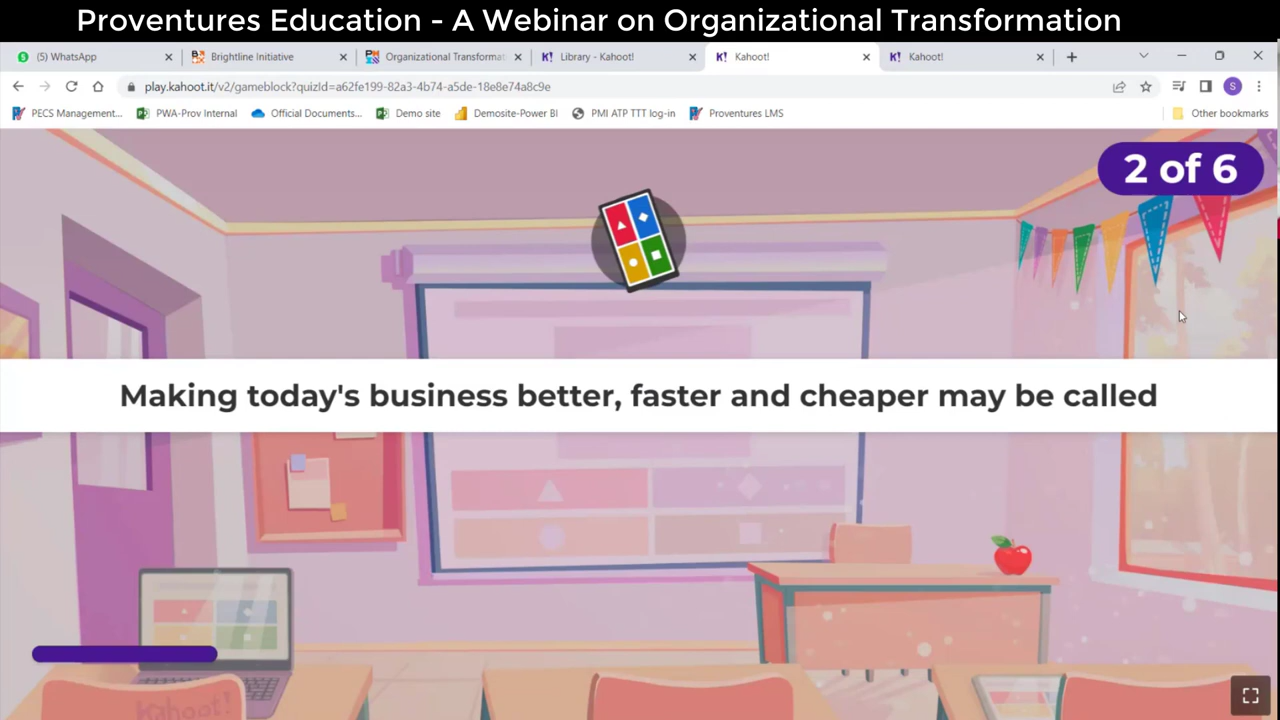 Proventures Education - A Webinar on Organizational Transformation
(5) WhatsApp
Brightline Initiative
Organizational Transformat
Library - Kahoot!
Kahoot!
Kahoot!
play.kahoot.it/v2/gameblock?quizId=a62fe199-82a3-4b74-a5de-18e8e74a8c9e
S
PECS Management...
PWA-Prov Internal
Official Documents...
Demo site
Demosite-Power BI
PMI ATP TTT log-in
Proventures LMS
Other bookmarks
2 of 6
Making today's business better, faster and cheaper may be called
Kahoot!